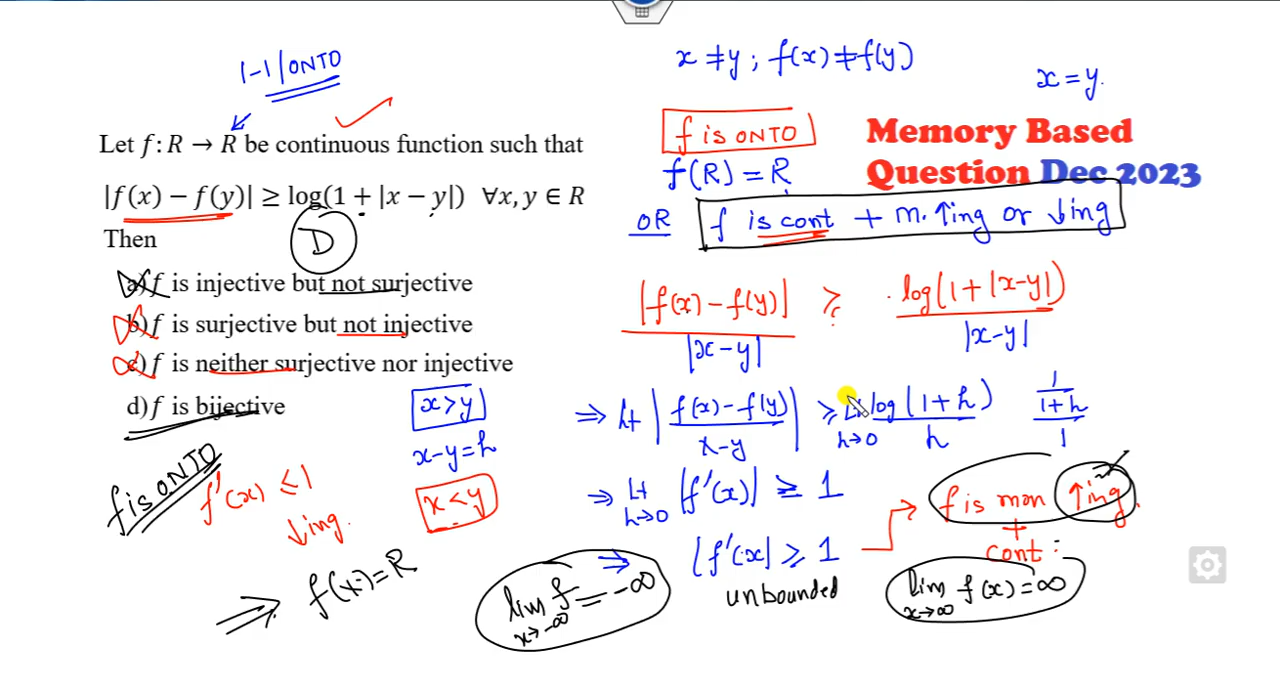 1-1/ONTO
Let f: R → R be continuous function such that
|f(x) − f(y)| ≥ log(1 + |x − y|) ∀x, y ∈ R
Then
D
a) f is injective but not surjective
b) f is surjective but not injective
c) f is neither surjective nor injective
d) f is bijective
f is ONTO
f'(x) ≤ 1
↓ing.
⟹ f(x) = R
x>y
x-y=h
x<y
x ≠ y ; f(x) ≠ f(y)
x = y.
f is ONTO
f(R) = R
Memory Based
Question Dec 2023
OR
f is cont + m. ↑ing or ↓ing
|f(x) - f(y)| / |x-y| ≥ log(1+|x-y|) / |x-y|
⇒ Lt | f(x)-f(y) / x-y | ≥ Lt h→0 log(1+h) / h
1/1+h / 1
⇒ Lt h→0 |f'(x)| ≥ 1
⇒ |f'(x)| ≥ 1
f is mon ↑ing.
+
cont :
unbounded
lim x→-∞ f = -∞
lim x→∞ f(x) = ∞